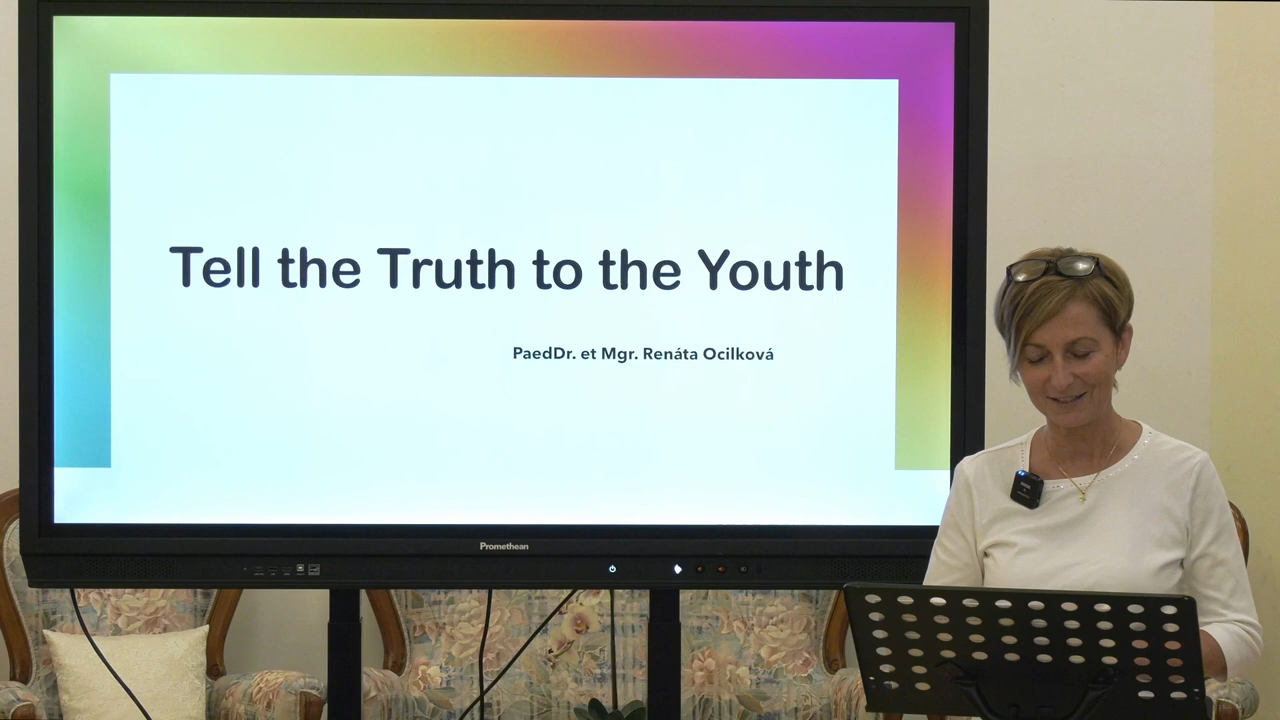 Tell the Truth to the Youth
PaedDr. et Mgr. Renáta Ocilková
Promethean